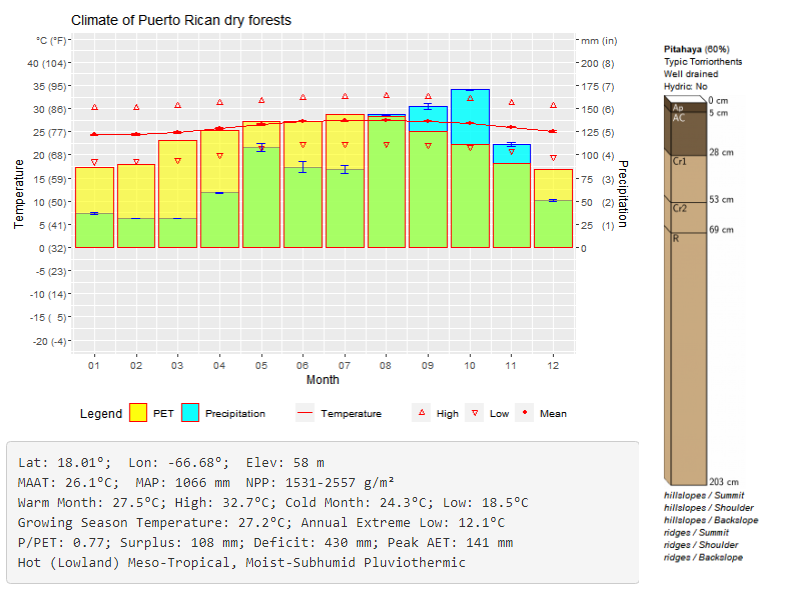 Climate of Puerto Rican dry forests
°C (°F)
40 (104)
35 (95)
30 (86)
25 (77)
20 (68)
15 (59)
10 (50)
5 (41)
0 (32)
-5 (23)
-10 (14)
-15 ( 5)
-20 (-4)
Temperature
mm (in)
200 (8)
175 (7)
150 (6)
125 (5)
100 (4)
75 (3)
50 (2)
25 (1)
0
Precipitation
01 02 03 04 05 06 07 08 09 10 11 12
Month
Legend PET Precipitation Temperature High Low Mean
Lat: 18.01°; Lon: -66.68°; Elev: 58 m
MAAT: 26.1°C; MAP: 1066 mm NPP: 1531-2557 g/m²
Warm Month: 27.5°C; High: 32.7°C; Cold Month: 24.3°C; Low: 18.5°C
Growing Season Temperature: 27.2°C; Annual Extreme Low: 12.1°C
P/PET: 0.77; Surplus: 108 mm; Deficit: 430 mm; Peak AET: 141 mm
Hot (Lowland) Meso-Tropical, Moist-Subhumid Pluviothermic
Pitahaya (60%)
Typic Torriorthents
Well drained
Hydric: No
0 cm
Ap
5 cm
AC
28 cm
Cr1
53 cm
Cr2
69 cm
R
203 cm
hillslopes / Summit
hillslopes / Shoulder
hillslopes / Backslope
ridges / Summit
ridges / Shoulder
ridges / Backslope